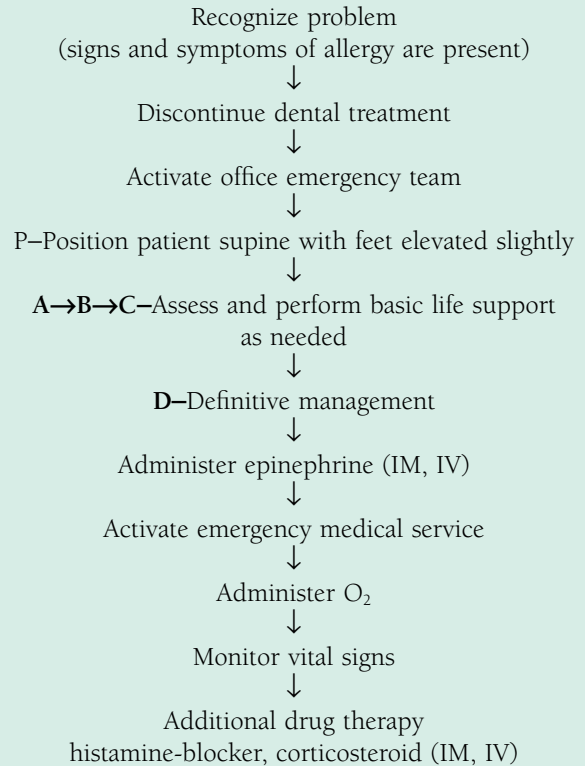 Recognize problem
(signs and symptoms of allergy are present)
↓
Discontinue dental treatment
↓
Activate office emergency team
↓
P–Position patient supine with feet elevated slightly
↓
A→B→C–Assess and perform basic life support
as needed
↓
D–Definitive management
↓
Administer epinephrine (IM, IV)
↓
Activate emergency medical service
↓
Administer O₂
↓
Monitor vital signs
↓
Additional drug therapy
histamine-blocker, corticosteroid (IM, IV)